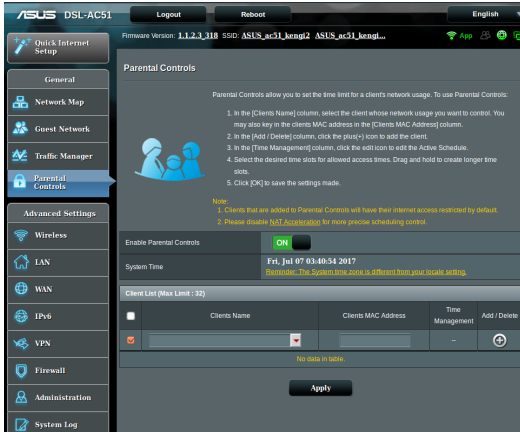 ASUS DSL-AC51 Logout Reboot English
Firmware Version: 1.1.2.3_318 SSID: ASUS_ac51_kengi2 ASUS_ac51_kengi... App
Quick Internet
Setup
General
Network Map
Guest Network
Traffic Manager
Parental
Controls
Advanced Settings
Wireless
LAN
WAN
IPv6
VPN
Firewall
Administration
System Log
Parental Controls
Parental Controls allow you to set the time limit for a client's network usage. To use Parental Controls:
1. In the [Clients Name] column, select the client whose network usage you want to control. You
may also key in the clients MAC address in the [Clients MAC Address] column.
2. In the [Add / Delete] column, click the plus(+) icon to add the client.
3. In the [Time Management] column, click the edit icon to edit the Active Schedule.
4. Select the desired time slots for allowed access times. Drag and hold to create longer time
slots.
5. Click [OK] to save the settings made.
Note:
1. Clients that are added to Parental Controls will have their internet access restricted by default.
2. Please disable NAT Acceleration for more precise scheduling control.
Enable Parental Controls ON
System Time Fri, Jul 07 03:40:54 2017
Reminder: The System time zone is different from your locale setting.
Client List (Max Limit : 32)
Clients Name Clients MAC Address Time Management Add / Delete
--
No data in table.
Apply